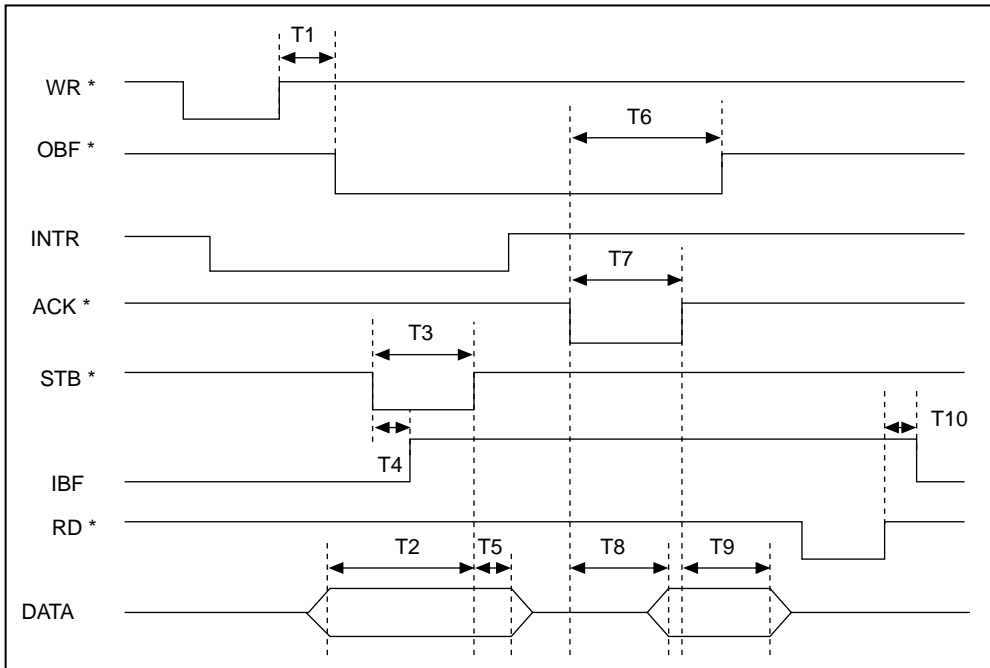 T1
WR *
T6
OBF *
INTR
T7
ACK *
T3
STB *
T10
T4
IBF
RD *
T2 T5 T8 T9
DATA